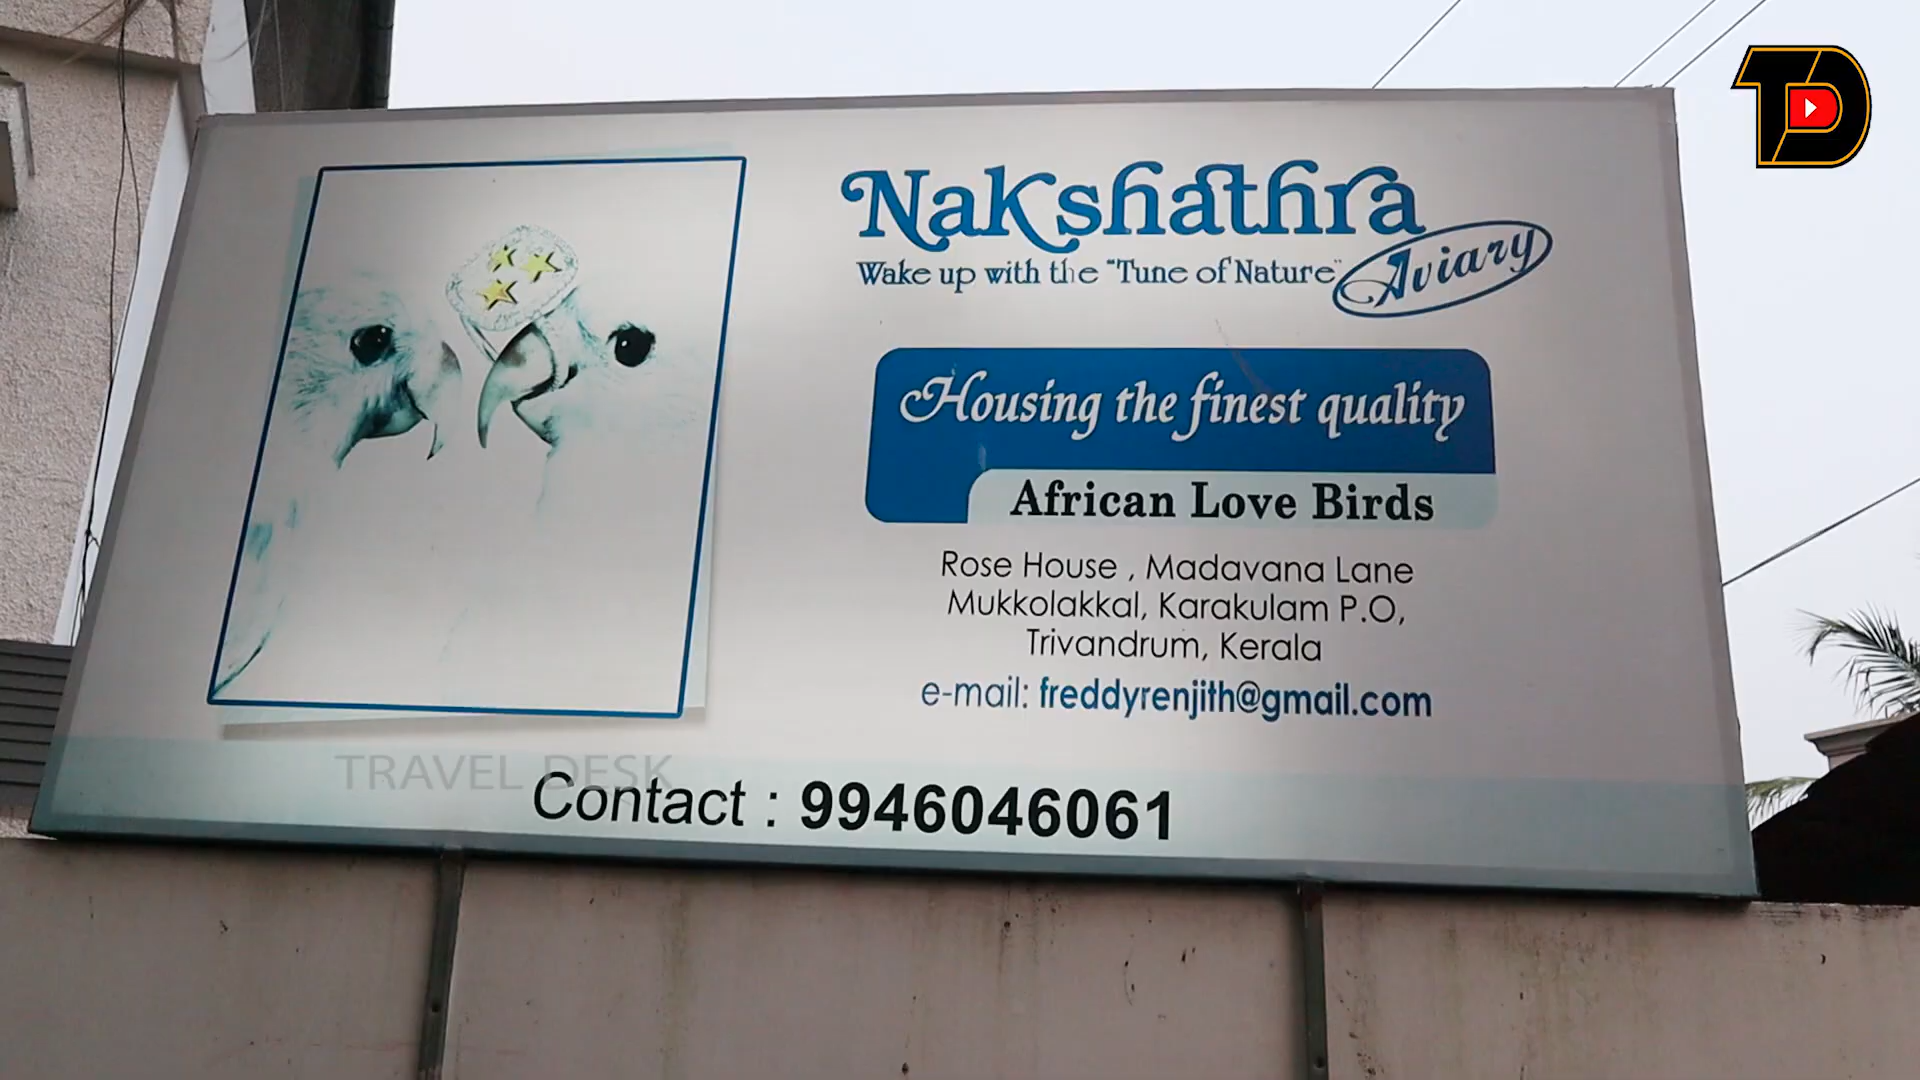 NaKshathra
Aviary
Wake up with the "Tune of Nature"
Housing the finest quality
African Love Birds
Rose House , Madavana Lane
Mukkolakkal, Karakulam P.O,
Trivandrum, Kerala
e-mail: freddyrenjith@gmail.com
TRAVEL DESK
Contact : 9946046061
TD